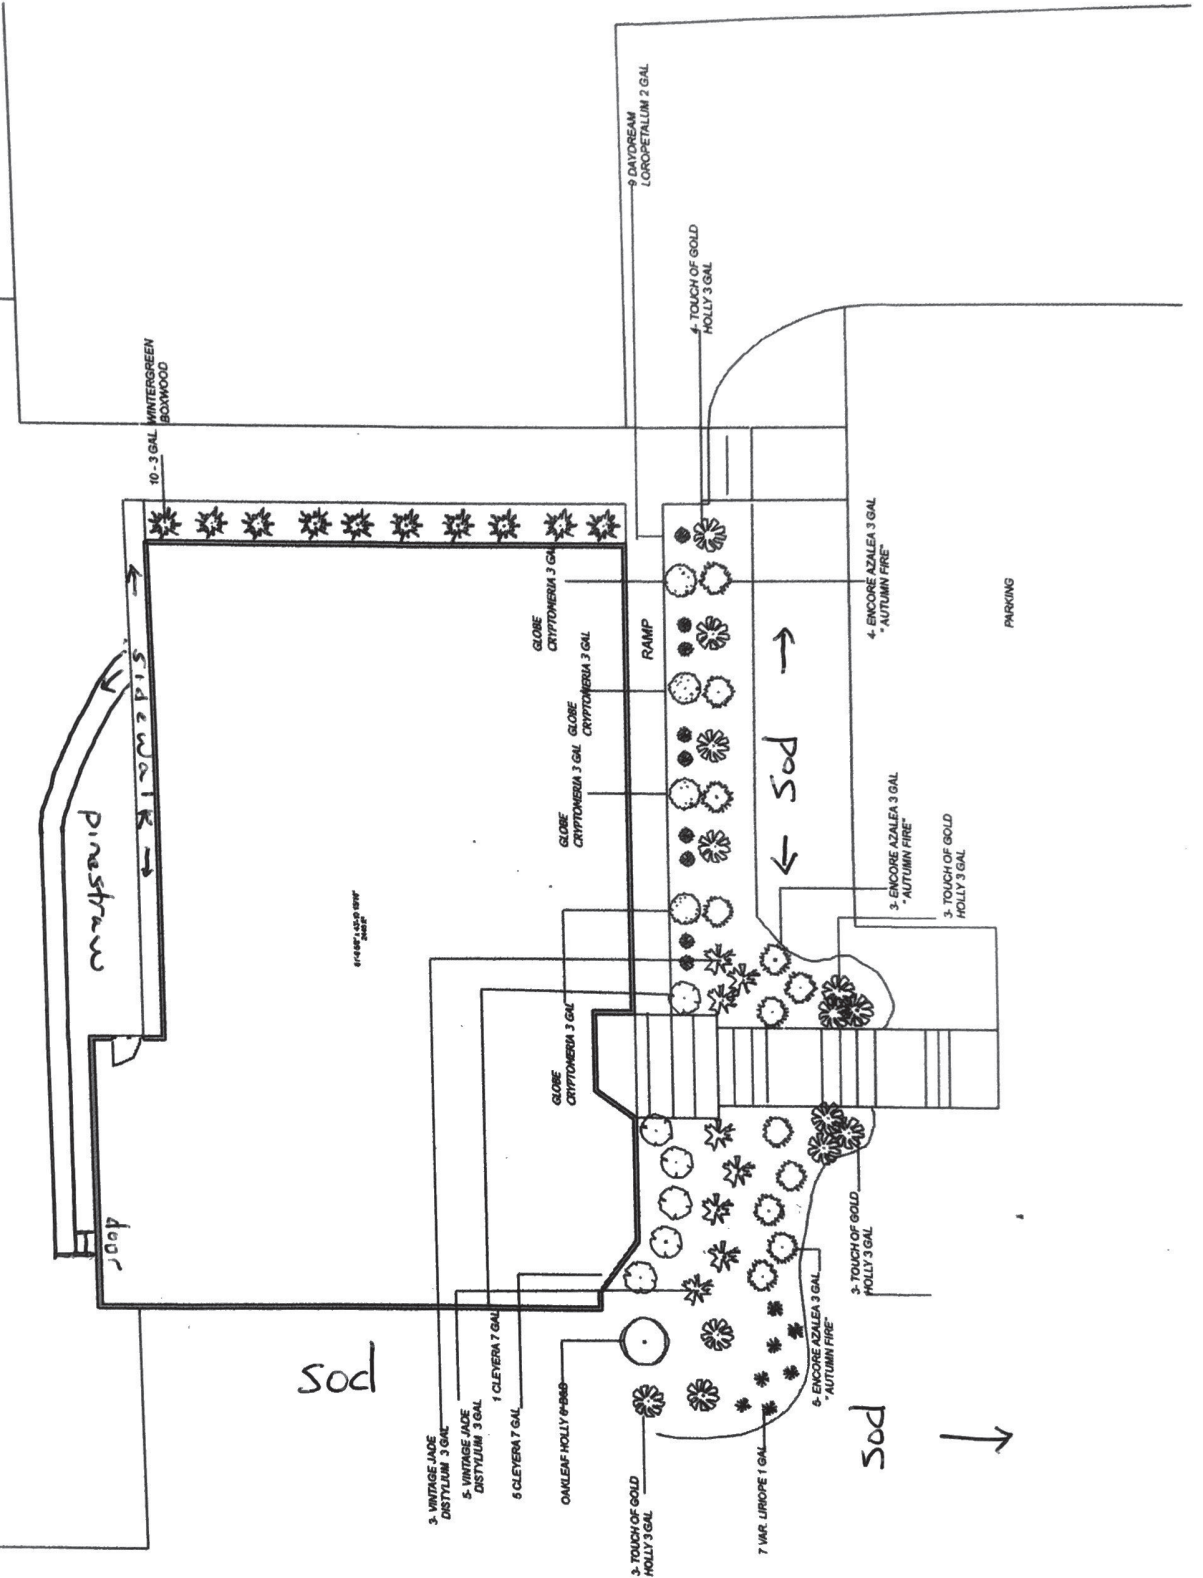 9 DAYDREAM
LOROPETALUM 2 GAL
4- TOUCH OF GOLD
HOLLY 3 GAL
10 - 3 GAL WINTERGREEN
BOXWOOD
GLOBE
CRYPTOMERIA 3 GAL
GLOBE
CRYPTOMERIA 3 GAL
GLOBE
CRYPTOMERIA 3 GAL
GLOBE
CRYPTOMERIA 3 GAL
RAMP
4- ENCORE AZALEA 3 GAL
"AUTUMN FIRE"
PARKING
3- ENCORE AZALEA 3 GAL
"AUTUMN FIRE"
3- TOUCH OF GOLD
HOLLY 3 GAL
sidewalk
pinestraw
door
Sod
Sod
Sod
3- VINTAGE JADE
DISTYLIUM 3 GAL
5- VINTAGE JADE
DISTYLIUM 3 GAL
1 CLEYERA 7 GAL
5 CLEYERA 7 GAL
OAKLEAF HOLLY
3- TOUCH OF GOLD
HOLLY 3 GAL
7 VAR. LIRIOPE 1 GAL
5- ENCORE AZALEA 3 GAL
"AUTUMN FIRE"
3- TOUCH OF GOLD
HOLLY 3 GAL